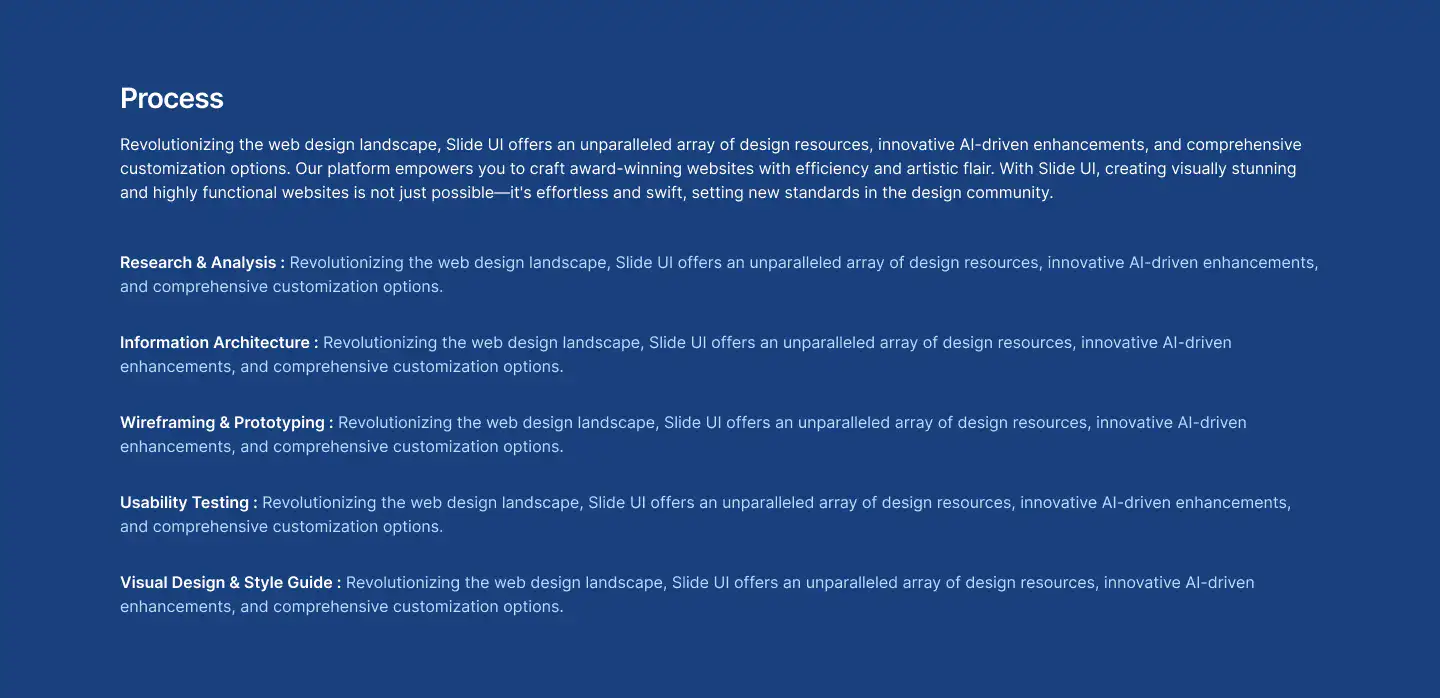 Process
Revolutionizing the web design landscape, Slide UI offers an unparalleled array of design resources, innovative AI-driven enhancements, and comprehensive
customization options. Our platform empowers you to craft award-winning websites with efficiency and artistic flair. With Slide UI, creating visually stunning
and highly functional websites is not just possible—it's effortless and swift, setting new standards in the design community.
Research & Analysis : Revolutionizing the web design landscape, Slide UI offers an unparalleled array of design resources, innovative AI-driven enhancements,
and comprehensive customization options.
Information Architecture : Revolutionizing the web design landscape, Slide UI offers an unparalleled array of design resources, innovative AI-driven
enhancements, and comprehensive customization options.
Wireframing & Prototyping : Revolutionizing the web design landscape, Slide UI offers an unparalleled array of design resources, innovative AI-driven
enhancements, and comprehensive customization options.
Usability Testing : Revolutionizing the web design landscape, Slide UI offers an unparalleled array of design resources, innovative AI-driven enhancements,
and comprehensive customization options.
Visual Design & Style Guide : Revolutionizing the web design landscape, Slide UI offers an unparalleled array of design resources, innovative AI-driven
enhancements, and comprehensive customization options.